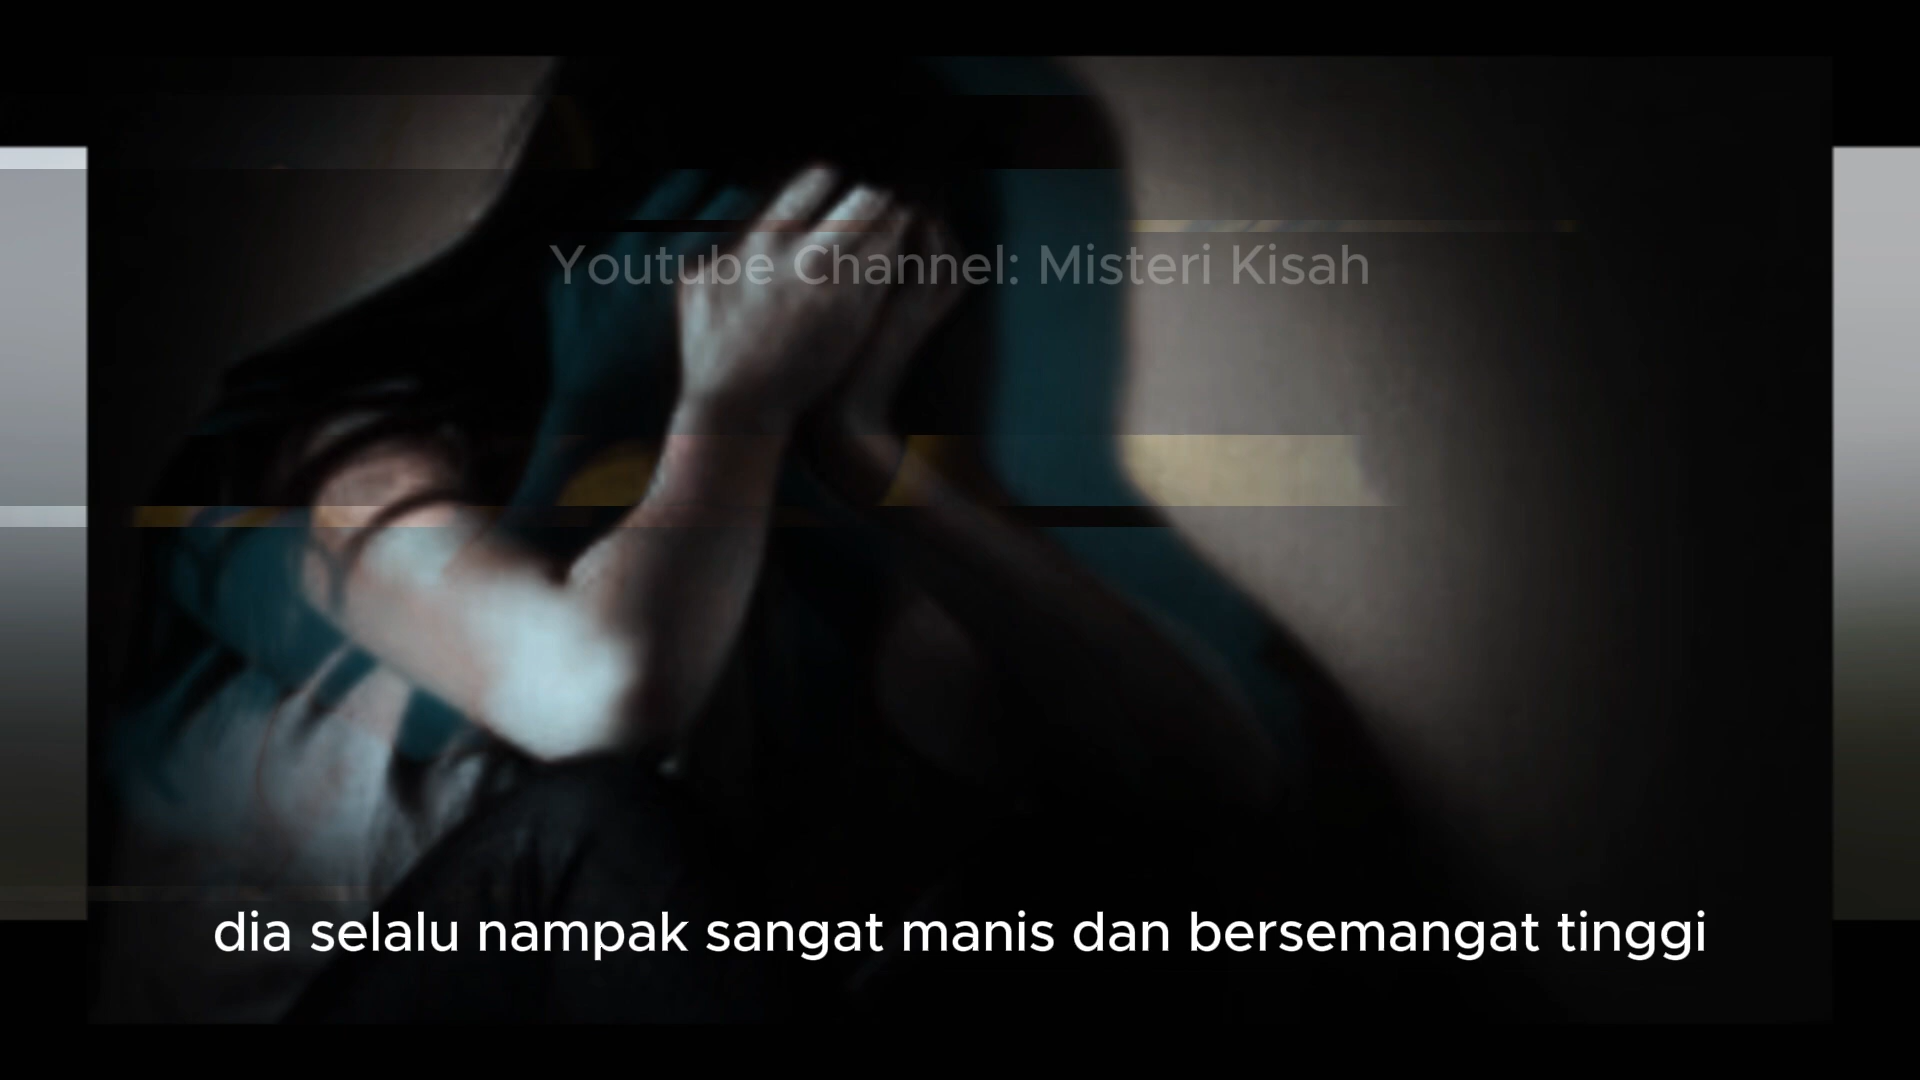 Youtube Channel: Misteri Kisah
dia selalu nampak sangat manis dan bersemangat tinggi